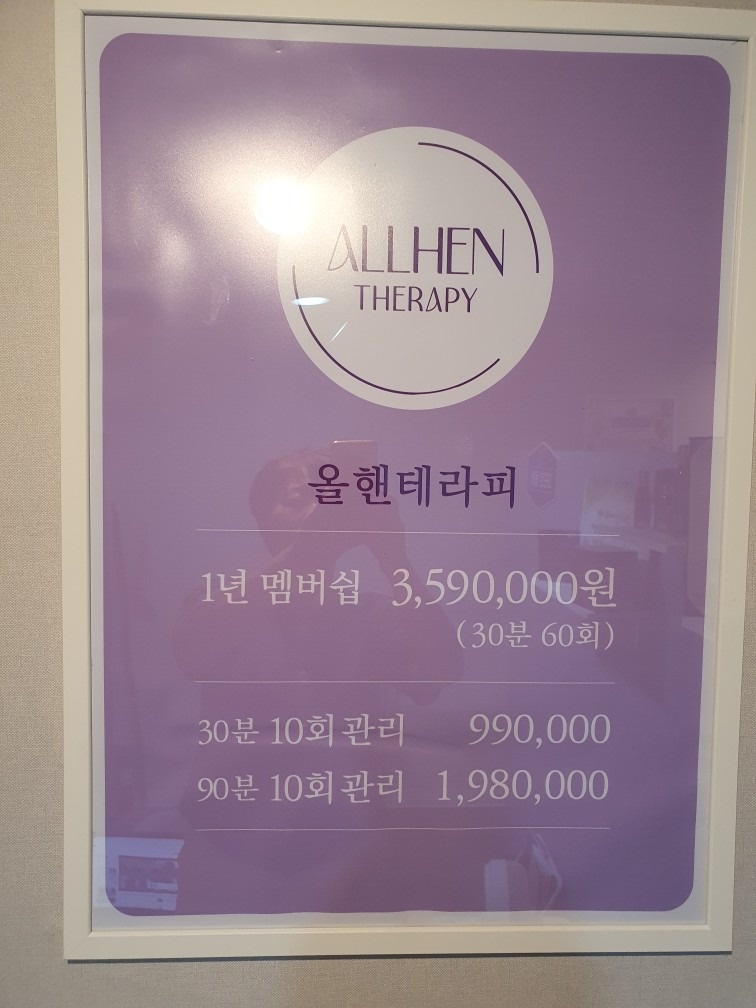 ALLHEN
THERAPY
올핸테라피
1년 멤버쉽 3,590,000원
(30분 60회)
30분 10회관리 990,000
90분 10회관리 1,980,000